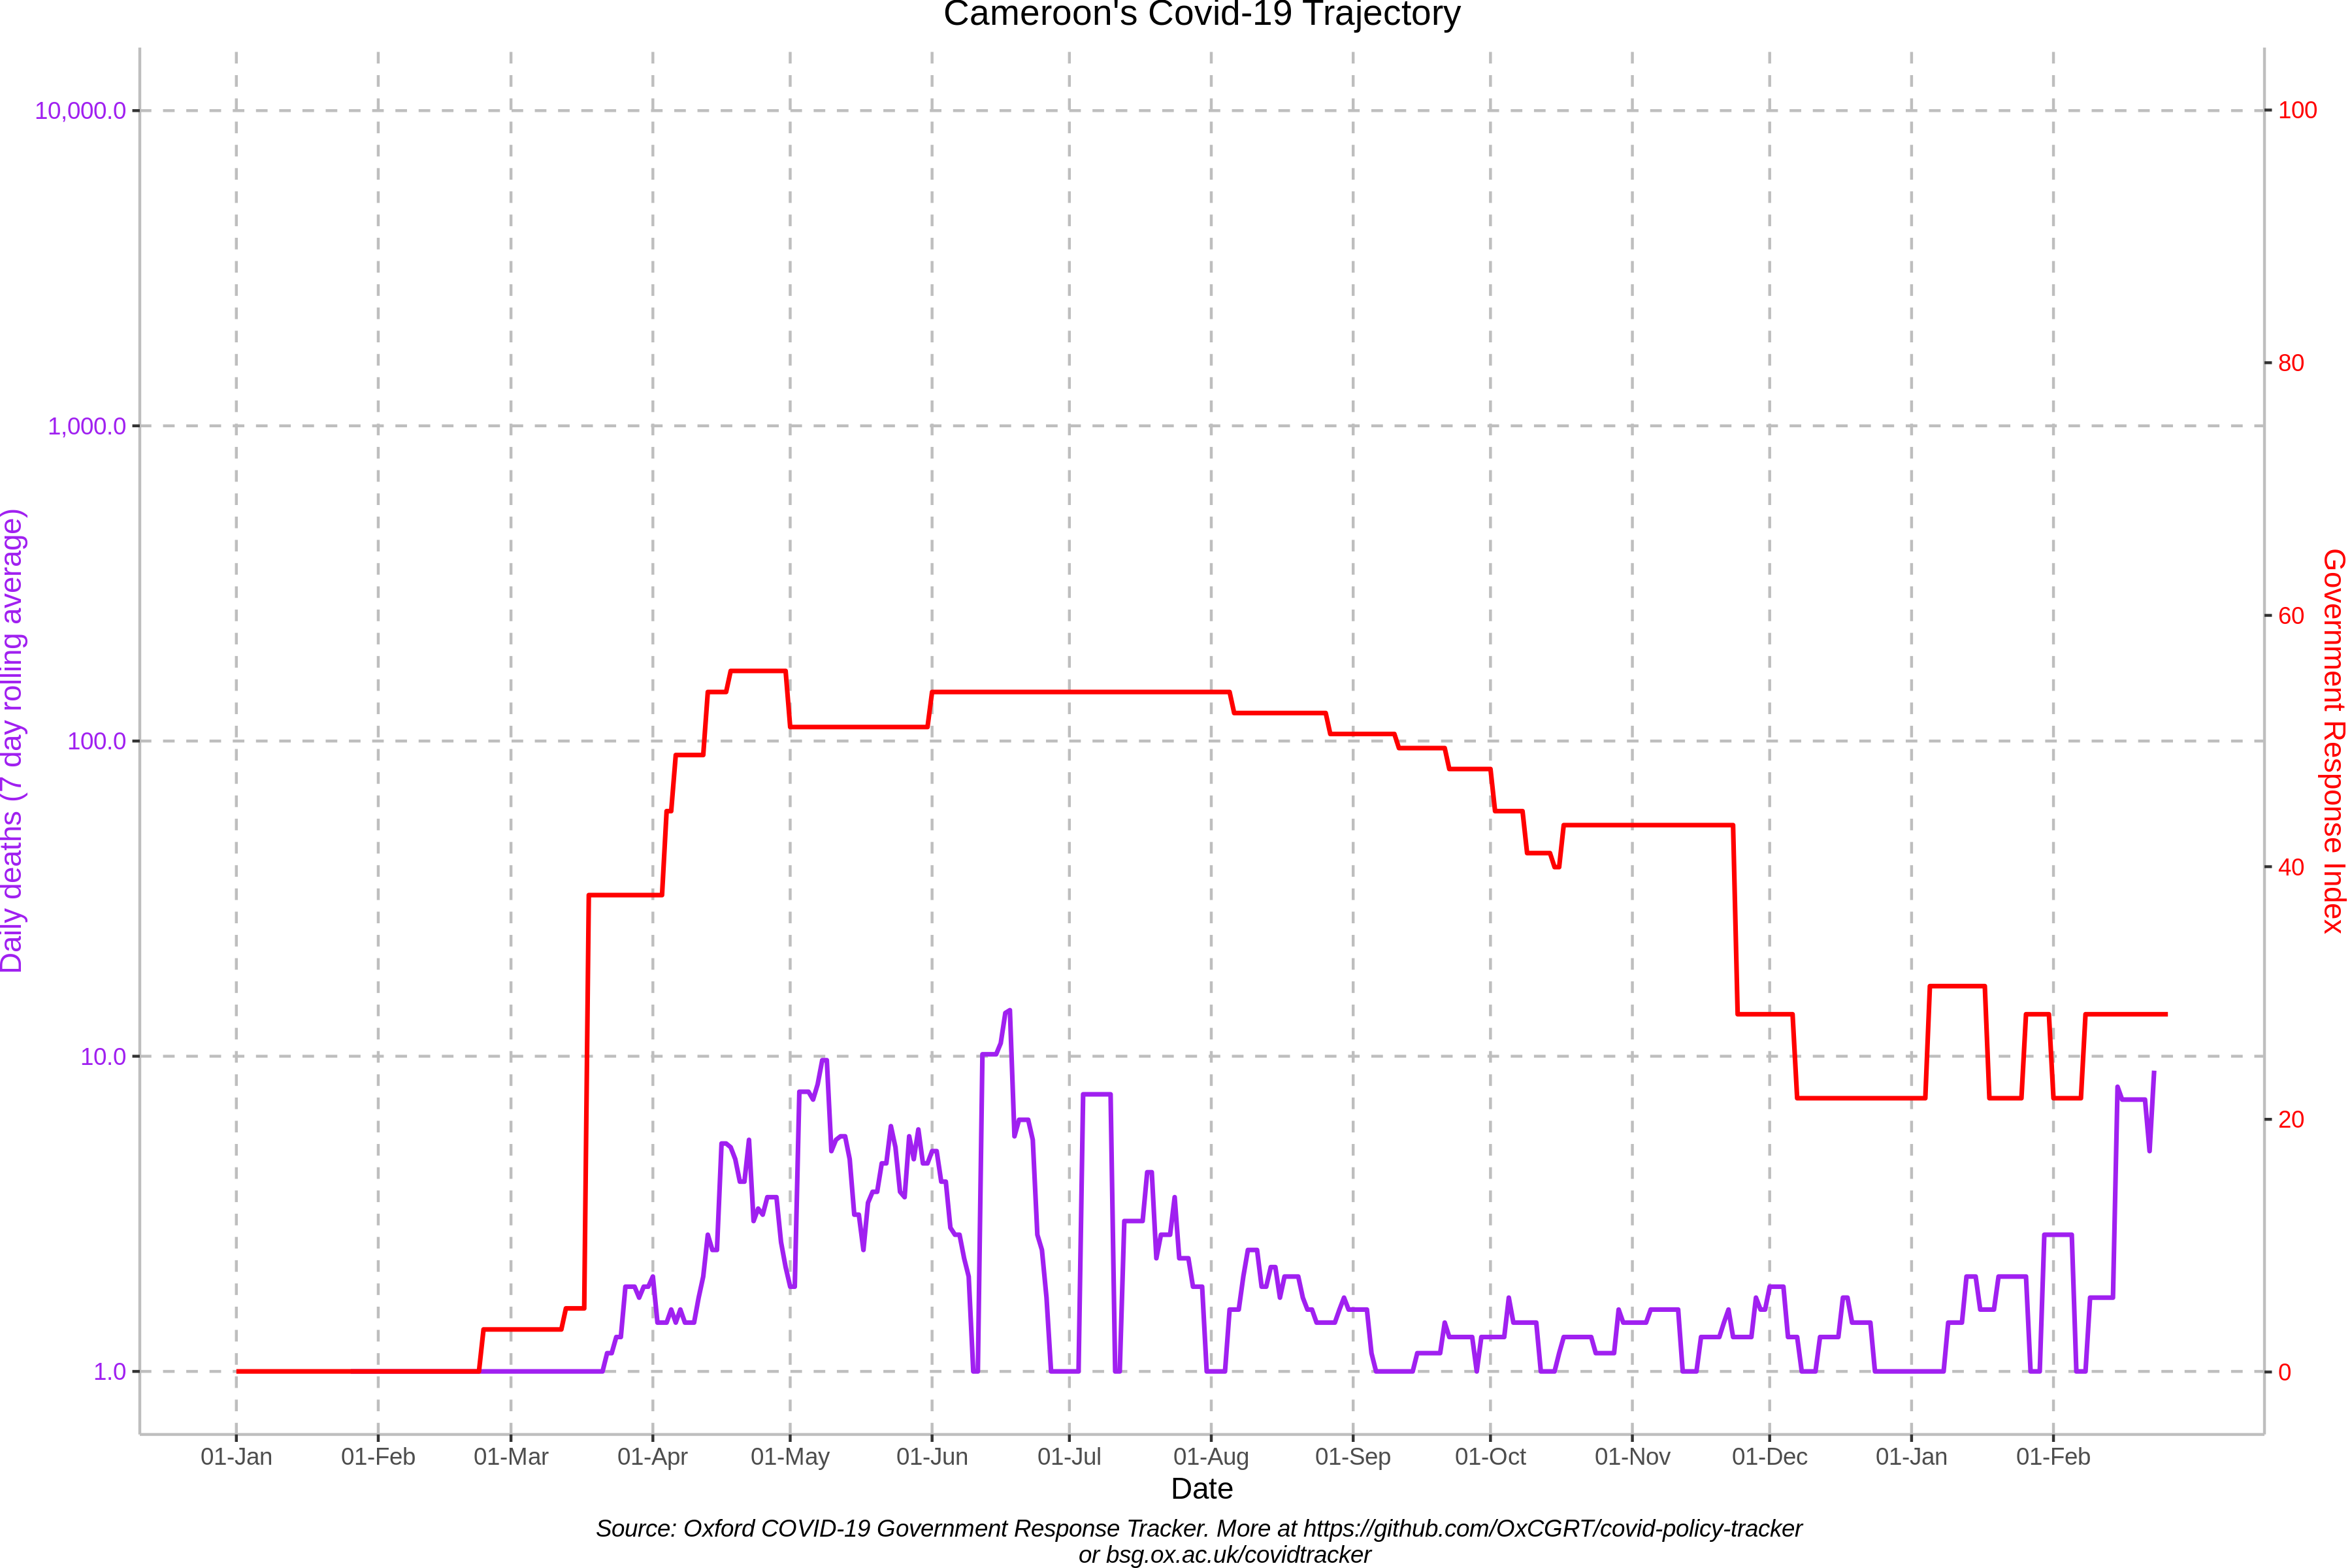 Cameroon's Covid-19 Trajectory
Daily deaths (7 day rolling average)
10,000.0
1,000.0
100.0
10.0
1.0
100
80
60
40
20
0
Government Response Index
01-Jan 01-Feb 01-Mar 01-Apr 01-May 01-Jun 01-Jul 01-Aug 01-Sep 01-Oct 01-Nov 01-Dec 01-Jan 01-Feb
Date
Source: Oxford COVID-19 Government Response Tracker. More at https://github.com/OxCGRT/covid-policy-tracker
or bsg.ox.ac.uk/covidtracker